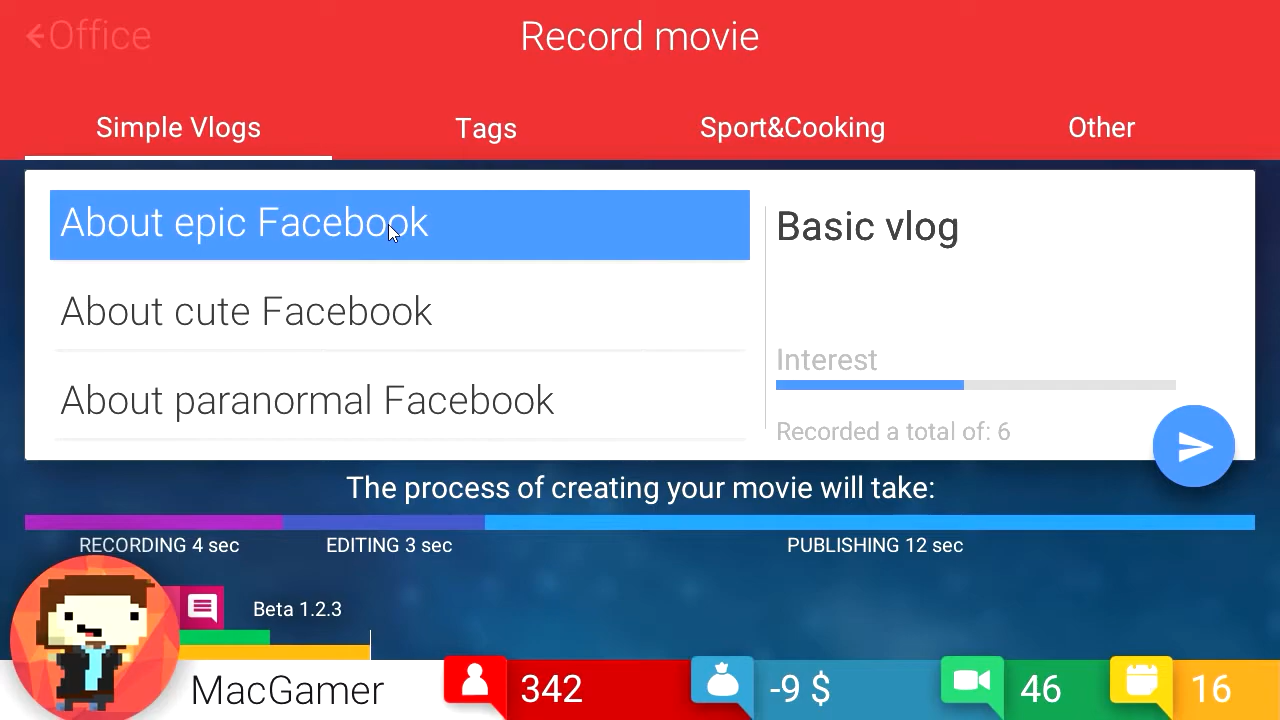 Office
Record movie
Simple Vlogs
Tags
Sport&Cooking
Other
About epic Facebook
About cute Facebook
About paranormal Facebook
Basic vlog
Interest
Recorded a total of: 6
The process of creating your movie will take:
RECORDING 4 sec
EDITING 3 sec
PUBLISHING 12 sec
Beta 1.2.3
MacGamer
342
-9 $
46
16